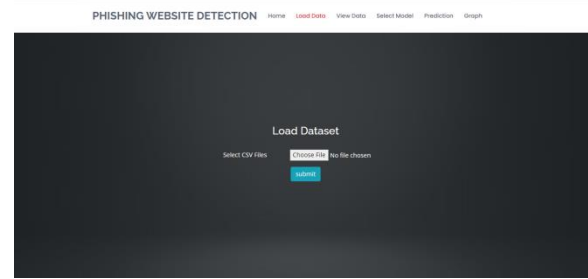 PHISHING WEBSITE DETECTION Home Load Data View Data Select Model Prediction Graph
Load Dataset
Select CSV Files Choose File No file chosen
submit